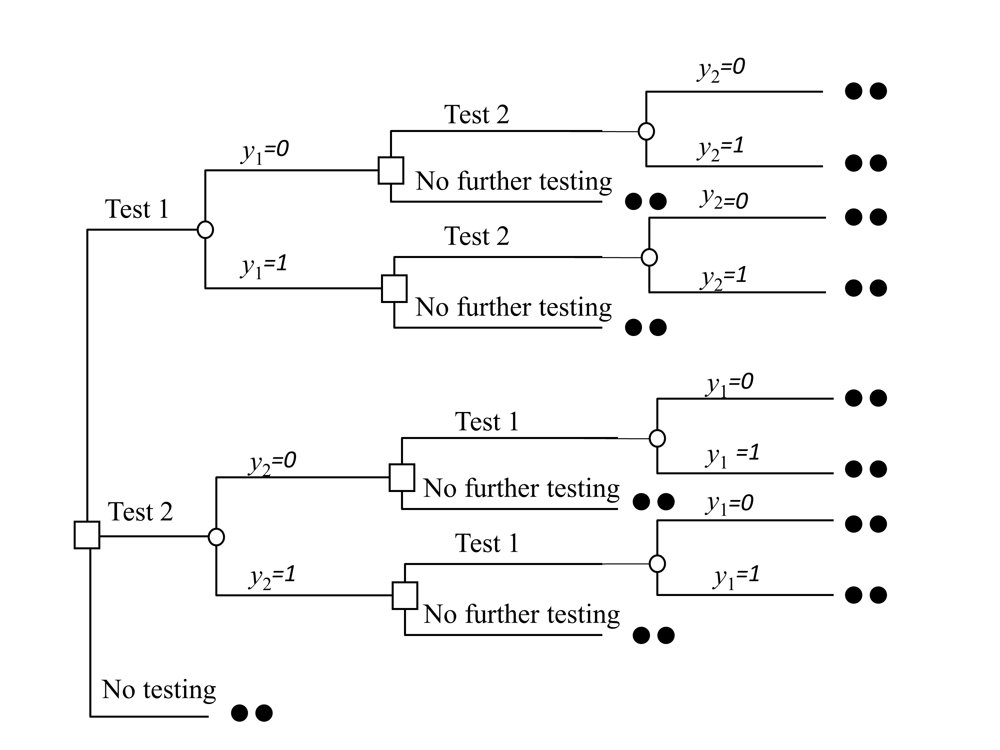 y₂=0
Test 2
y₁=0
y₂=1
No further testing
y₂=0
Test 1
Test 2
y₁=1
y₂=1
No further testing
y₁=0
Test 1
y₂=0
y₁ =1
No further testing
y₁=0
Test 2
Test 1
y₂=1
y₁=1
No further testing
No testing